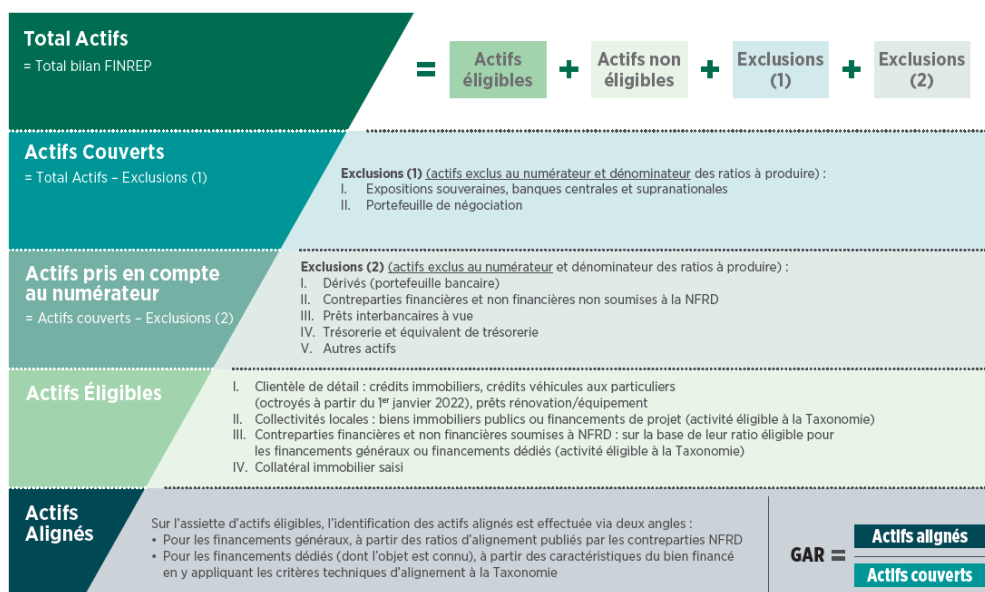 Total Actifs
= Total bilan FINREP
= Actifs éligibles + Actifs non éligibles + Exclusions (1) + Exclusions (2)
Actifs Couverts
= Total Actifs – Exclusions (1)
Exclusions (1) (actifs exclus au numérateur et dénominateur des ratios à produire) :
I. Expositions souveraines, banques centrales et supranationales
II. Portefeuille de négociation
Actifs pris en compte
au numérateur
= Actifs couverts – Exclusions (2)
Exclusions (2) (actifs exclus au numérateur et dénominateur des ratios à produire) :
I. Dérivés (portefeuille bancaire)
II. Contreparties financières et non financières non soumises à la NFRD
III. Prêts interbancaires à vue
IV. Trésorerie et équivalent de trésorerie
V. Autres actifs
Actifs Éligibles
I. Clientèle de détail : crédits immobiliers, crédits véhicules aux particuliers
(octroyés à partir du 1er janvier 2022), prêts rénovation/équipement
II. Collectivités locales : biens immobiliers publics ou financements de projet (activité éligible à la Taxonomie)
III. Contreparties financières et non financières soumises à NFRD : sur la base de leur ratio éligible pour
les financements généraux ou financements dédiés (activité éligible à la Taxonomie)
IV. Collatéral immobilier saisi
Actifs
Alignés
Sur l'assiette d'actifs éligibles, l'identification des actifs alignés est effectuée via deux angles :
• Pour les financements généraux, à partir des ratios d'alignement publiés par les contreparties NFRD
• Pour les financements dédiés (dont l'objet est connu), à partir des caractéristiques du bien financé
en y appliquant les critères techniques d'alignement à la Taxonomie
GAR =
Actifs alignés
Actifs couverts